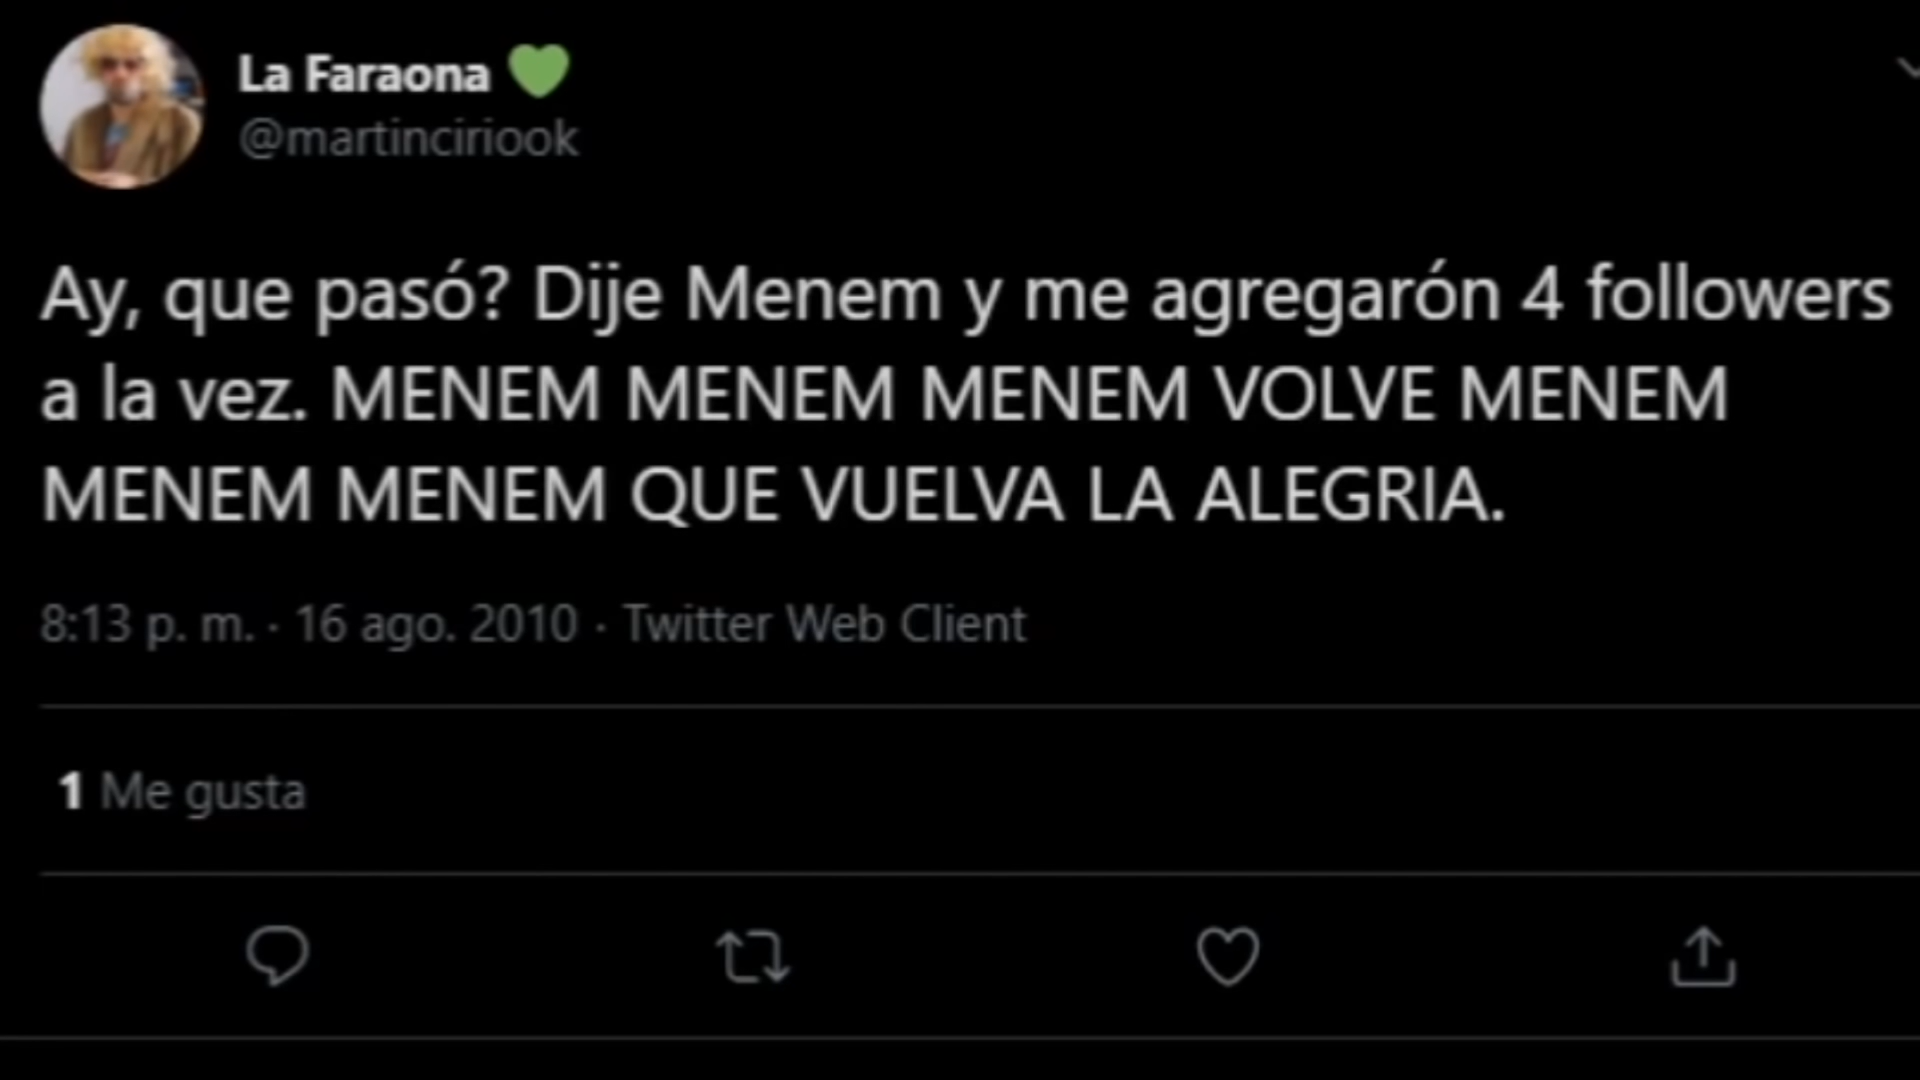 La Faraona 💚
@martinciriook
Ay, que pasó? Dije Menem y me agregarón 4 followers
a la vez. MENEM MENEM MENEM VOLVE MENEM
MENEM MENEM QUE VUELVA LA ALEGRIA.
8:13 p. m. · 16 ago. 2010 · Twitter Web Client
1 Me gusta